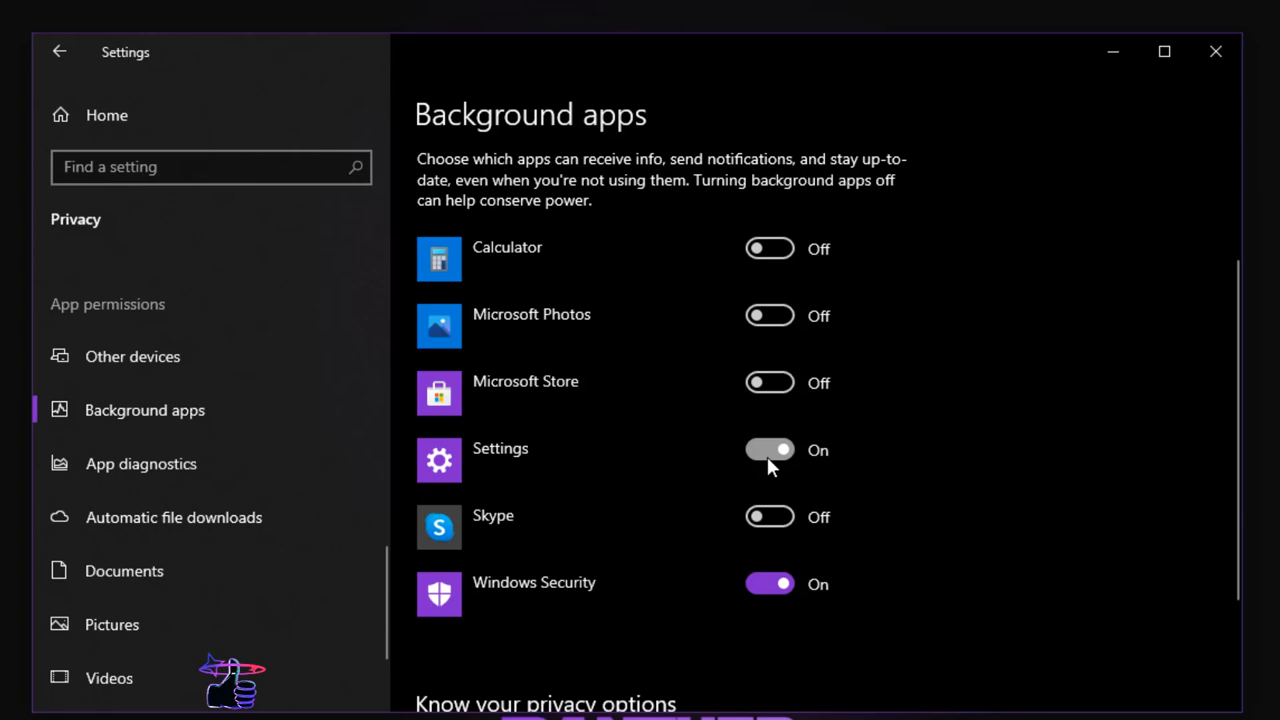 Settings
Home
Find a setting
Privacy
App permissions
Other devices
Background apps
App diagnostics
Automatic file downloads
Documents
Pictures
Videos
Background apps
Choose which apps can receive info, send notifications, and stay up-to-
date, even when you're not using them. Turning background apps off
can help conserve power.
Calculator Off
Microsoft Photos Off
Microsoft Store Off
Settings On
S
Skype Off
Windows Security On
Know your privacy options